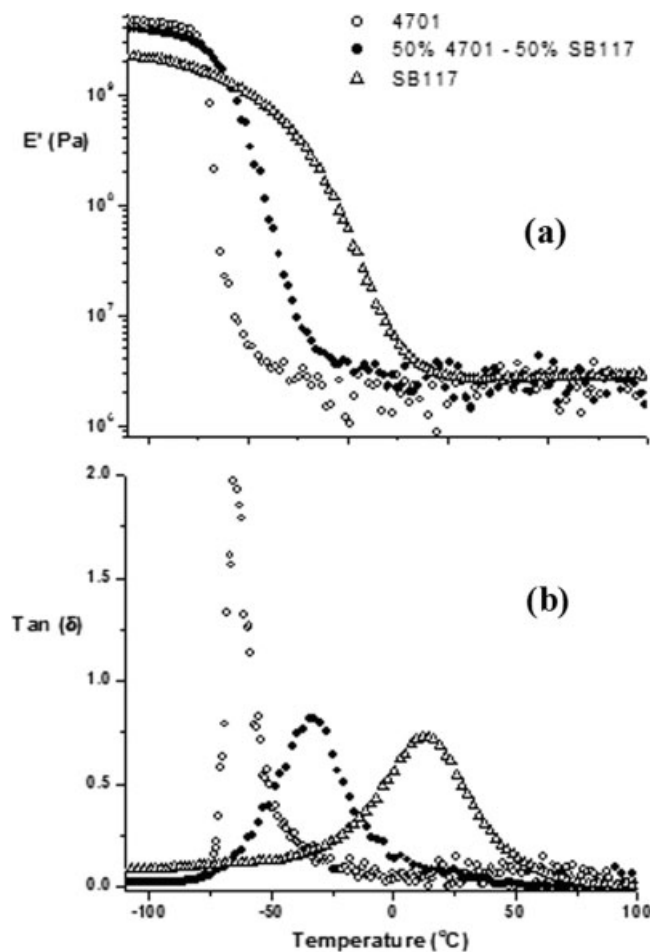 4701
50% 4701 - 50% SB117
SB117
10⁹
E' (Pa)
10⁸
(a)
10⁷
10⁶
2.0
1.5
(b)
Tan (δ)
1.0
0.5
0.0
-100 -50 0 50 100
Temperature (°C)